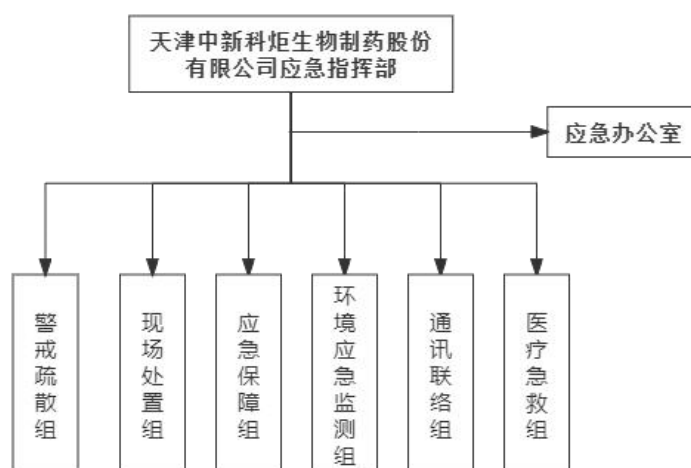 天津中新科炬生物制药股份
有限公司应急指挥部
应急办公室
警戒疏散组
现场处置组
应急保障组
环境应急监测组
通讯联络组
医疗急救组